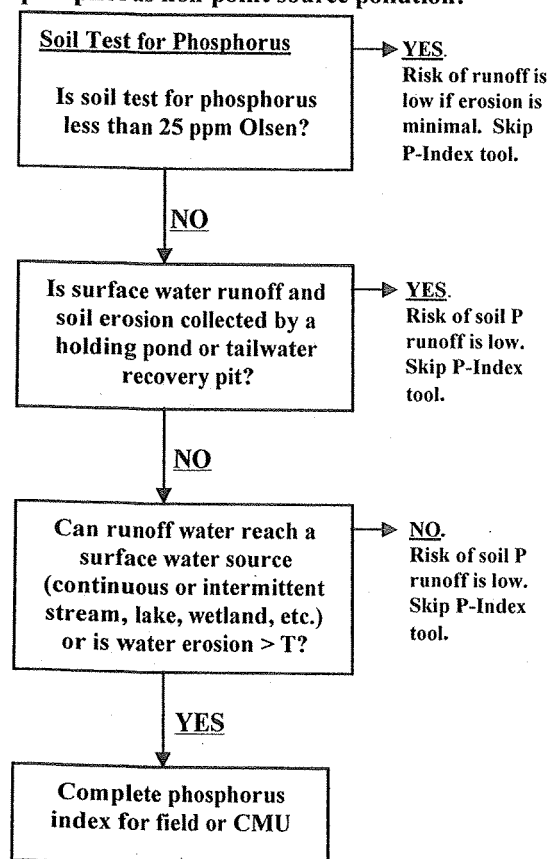 phosphorus non-point source pollution?
Soil Test for Phosphorus
Is soil test for phosphorus
less than 25 ppm Olsen?
YES.
Risk of runoff is
low if erosion is
minimal. Skip
P-Index tool.
NO
Is surface water runoff and
soil erosion collected by a
holding pond or tailwater
recovery pit?
YES.
Risk of soil P
runoff is low.
Skip P-Index
tool.
NO
Can runoff water reach a
surface water source
(continuous or intermittent
stream, lake, wetland, etc.)
or is water erosion > T?
NO.
Risk of soil P
runoff is low.
Skip P-Index
tool.
YES
Complete phosphorus
index for field or CMU